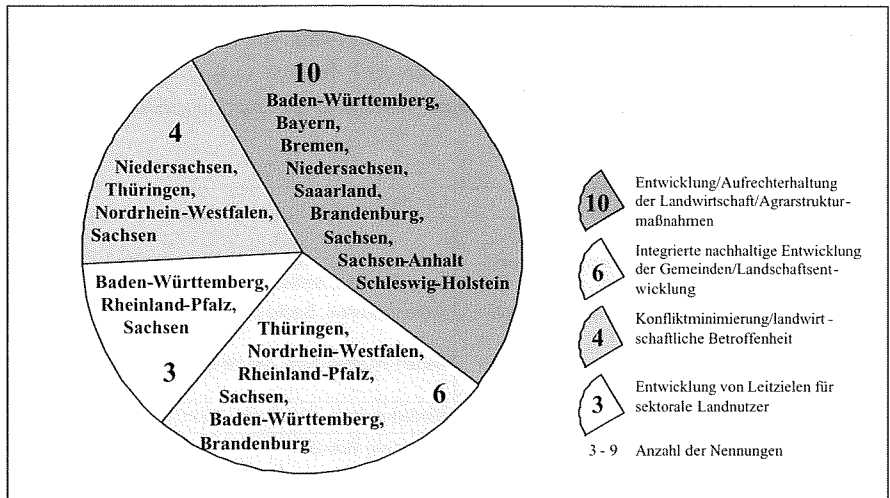 10
Baden-Württemberg,
Bayern,
Bremen,
Niedersachsen,
Saaarland,
Brandenburg,
Sachsen,
Sachsen-Anhalt
Schleswig-Holstein
4
Niedersachsen,
Thüringen,
Nordrhein-Westfalen,
Sachsen
Baden-Württemberg,
Rheinland-Pfalz,
Sachsen
3
Thüringen,
Nordrhein-Westfalen,
Rheinland-Pfalz,
Sachsen,
Baden-Württemberg,
Brandenburg
6
10
Entwicklung/Aufrechterhaltung
der Landwirtschaft/Agrarstruktur-
maßnahmen
6
Integrierte nachhaltige Entwicklung
der Gemeinden/Landschaftsent-
wicklung
4
Konfliktminimierung/landwirt-
schaftliche Betroffenheit
3
Entwicklung von Leitzielen für
sektorale Landnutzer
3 - 9 Anzahl der Nennungen